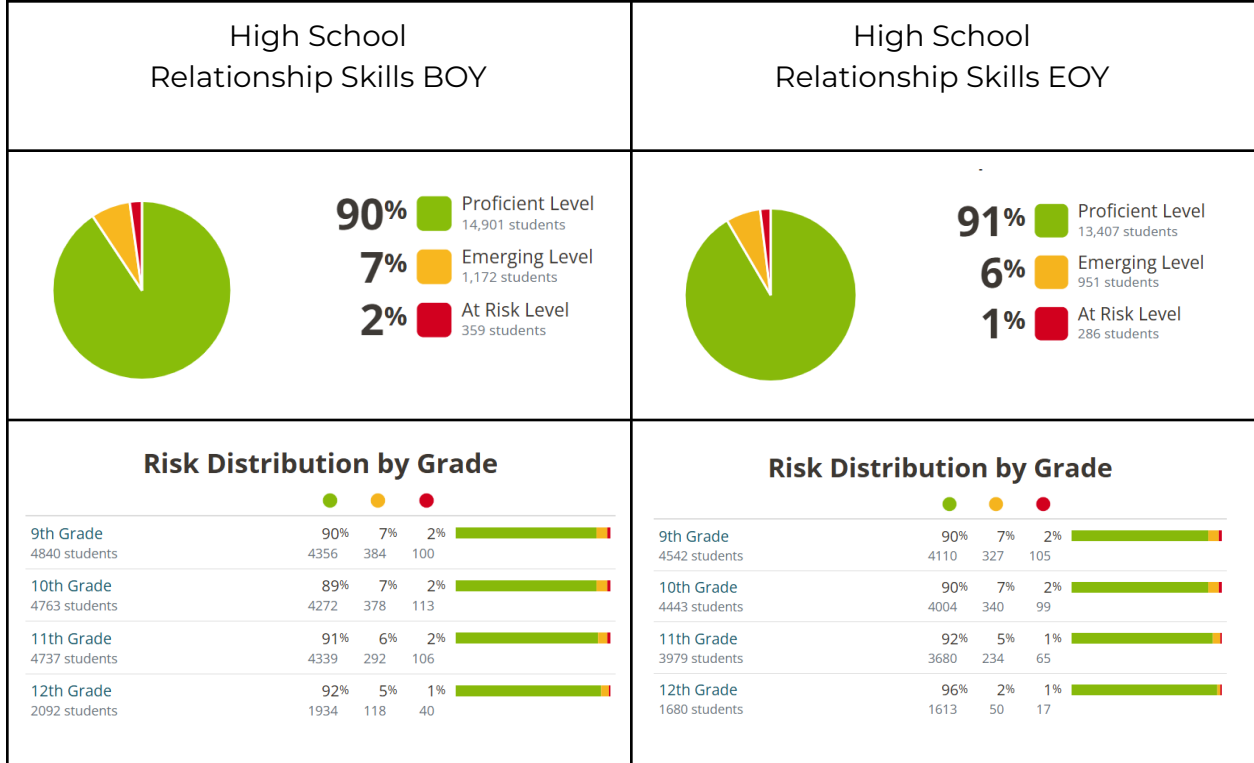 High School
Relationship Skills BOY
High School
Relationship Skills EOY
90% Proficient Level
14,901 students
7% Emerging Level
1,172 students
2% At Risk Level
359 students
91% Proficient Level
13,407 students
6% Emerging Level
951 students
1% At Risk Level
286 students
Risk Distribution by Grade
9th Grade 90% 7% 2%
4840 students 4356 384 100
10th Grade 89% 7% 2%
4763 students 4272 378 113
11th Grade 91% 6% 2%
4737 students 4339 292 106
12th Grade 92% 5% 1%
2092 students 1934 118 40
Risk Distribution by Grade
9th Grade 90% 7% 2%
4542 students 4110 327 105
10th Grade 90% 7% 2%
4443 students 4004 340 99
11th Grade 92% 5% 1%
3979 students 3680 234 65
12th Grade 96% 2% 1%
1680 students 1613 50 17